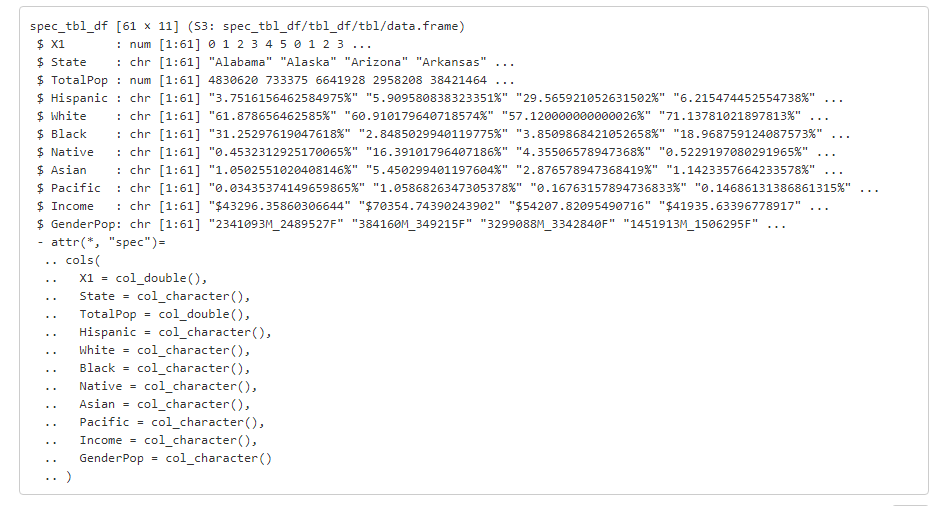 spec_tbl_df [61 x 11] (S3: spec_tbl_df/tbl_df/tbl/data.frame)
$ X1 : num [1:61] 0 1 2 3 4 5 0 1 2 3 ...
$ State : chr [1:61] "Alabama" "Alaska" "Arizona" "Arkansas" ...
$ TotalPop : num [1:61] 4830620 733375 6641928 2958208 38421464 ...
$ Hispanic : chr [1:61] "3.7516156462584975%" "5.909580838323351%" "29.565921052631502%" "6.215474452554738%" ...
$ White : chr [1:61] "61.878656462585%" "60.910179640718574%" "57.120000000000026%" "71.13781021897813%" ...
$ Black : chr [1:61] "31.25297619047618%" "2.8485029940119775%" "3.8509868421052658%" "18.968759124087573%" ...
$ Native : chr [1:61] "0.4532312925170065%" "16.39101796407186%" "4.35506578947368%" "0.5229197080291965%" ...
$ Asian : chr [1:61] "1.0502551020408146%" "5.450299401197604%" "2.876578947368419%" "1.1423357664233578%" ...
$ Pacific : chr [1:61] "0.03435374149659865%" "1.0586826347305378%" "0.16763157894736833%" "0.14686131386861315%" ...
$ Income : chr [1:61] "$43296.35860306644" "$70354.74390243902" "$54207.82095490716" "$41935.63396778917" ...
$ GenderPop: chr [1:61] "2341093M_2489527F" "384160M_349215F" "3299088M_3342840F" "1451913M_1506295F" ...
- attr(*, "spec")=
.. cols(
.. X1 = col_double(),
.. State = col_character(),
.. TotalPop = col_double(),
.. Hispanic = col_character(),
.. White = col_character(),
.. Black = col_character(),
.. Native = col_character(),
.. Asian = col_character(),
.. Pacific = col_character(),
.. Income = col_character(),
.. GenderPop = col_character()
.. )